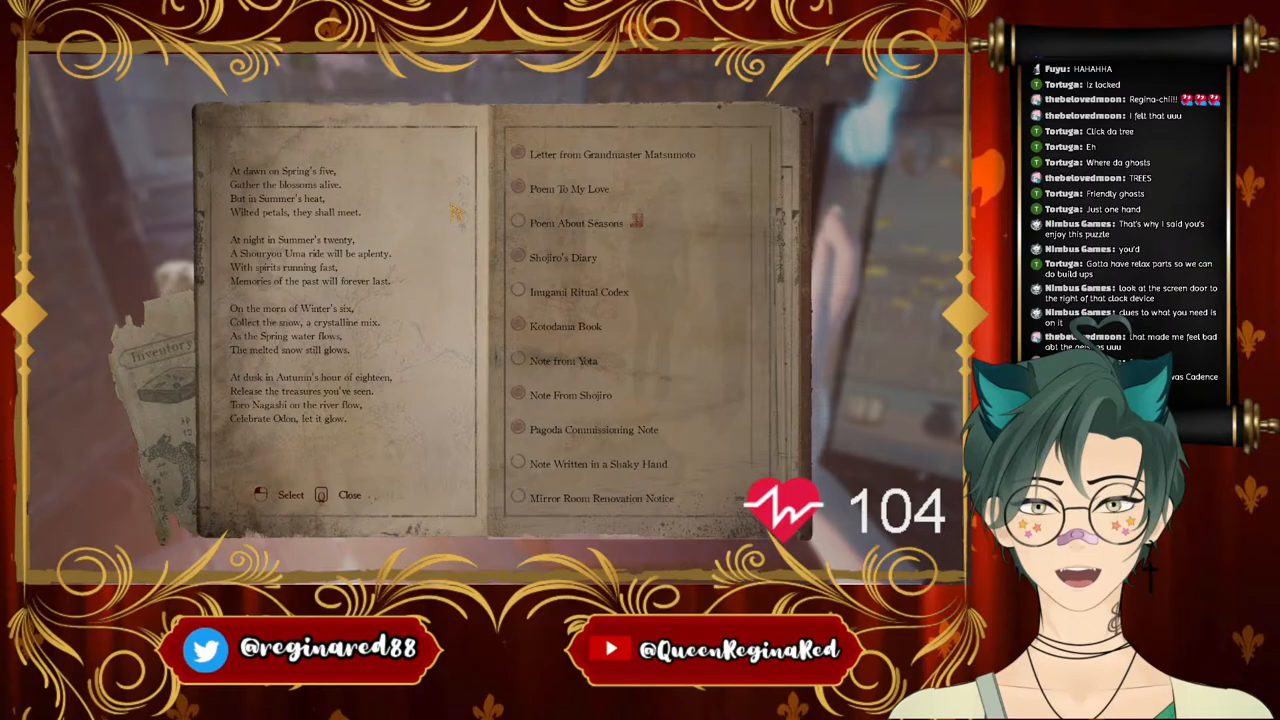 At dawn on Spring's five,
Gather the blossoms alive.
But in Summer's heat,
Wilted petals, they shall meet.
At night in Summer's twenty,
A Shouryou Uma ride will be aplenty.
With spirits running fast,
Memories of the past will forever last.
On the morn of Winter's six,
Collect the snow, a crystalline mix.
As the Spring water flows,
The melted snow still glows.
At dusk in Autumn's hour of eighteen,
Release the treasures you've seen.
Toro Nagashi on the river flow,
Celebrate Odon, let it glow.
Select
Close
Inventory
Letter from Grandmaster Matsumoto
Poem To My Love
Poem About Seasons
Shojiro's Diary
Inugami Ritual Codex
Kotodama Book
Note from Yota
Note From Shojiro
Pagoda Commissioning Note
Note Written in a Shaky Hand
Mirror Room Renovation Notice
104
@reginared88
@QueenReginaRed
Fuyu: HAHAHHA
Tortuga: Iz locked
thebelovedmoon: Regina-chii!!
thebelovedmoon: I felt that uuu
Tortuga: Click da tree
Tortuga: Eh
Tortuga: Where do ghosts
thebelovedmoon: TREES
Tortuga: Friendly ghosts
Tortuga: Just one hand
Nimbus Games: That's why I said you's
enjoy this puzzle
Nimbus Games: you'd
Tortuga: Gotta have relax parts so we can
do build ups
Nimbus Games: look at the screen door to
the right of that clock device
Nimbus Games: clues to what you need is
on it
that made me feel bad
was Cadence